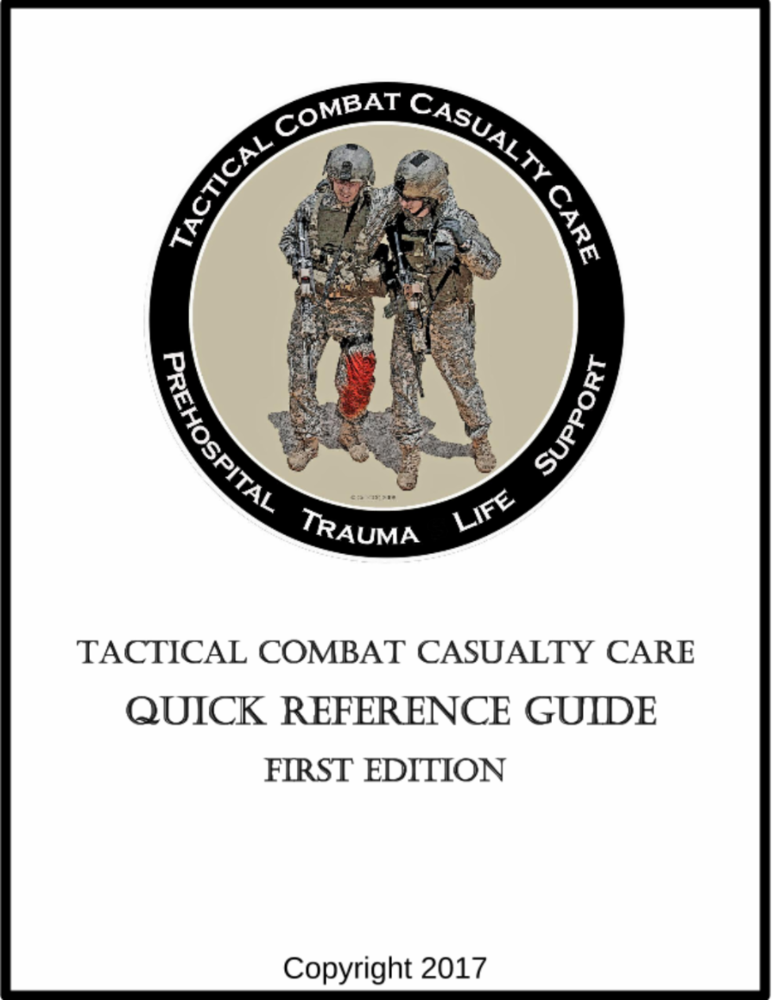 TACTICAL COMBAT CASUALTY CARE
PREHOSPITAL TRAUMA LIFE SUPPORT
TACTICAL COMBAT CASUALTY CARE
QUICK REFERENCE GUIDE
FIRST EDITION
Copyright 2017